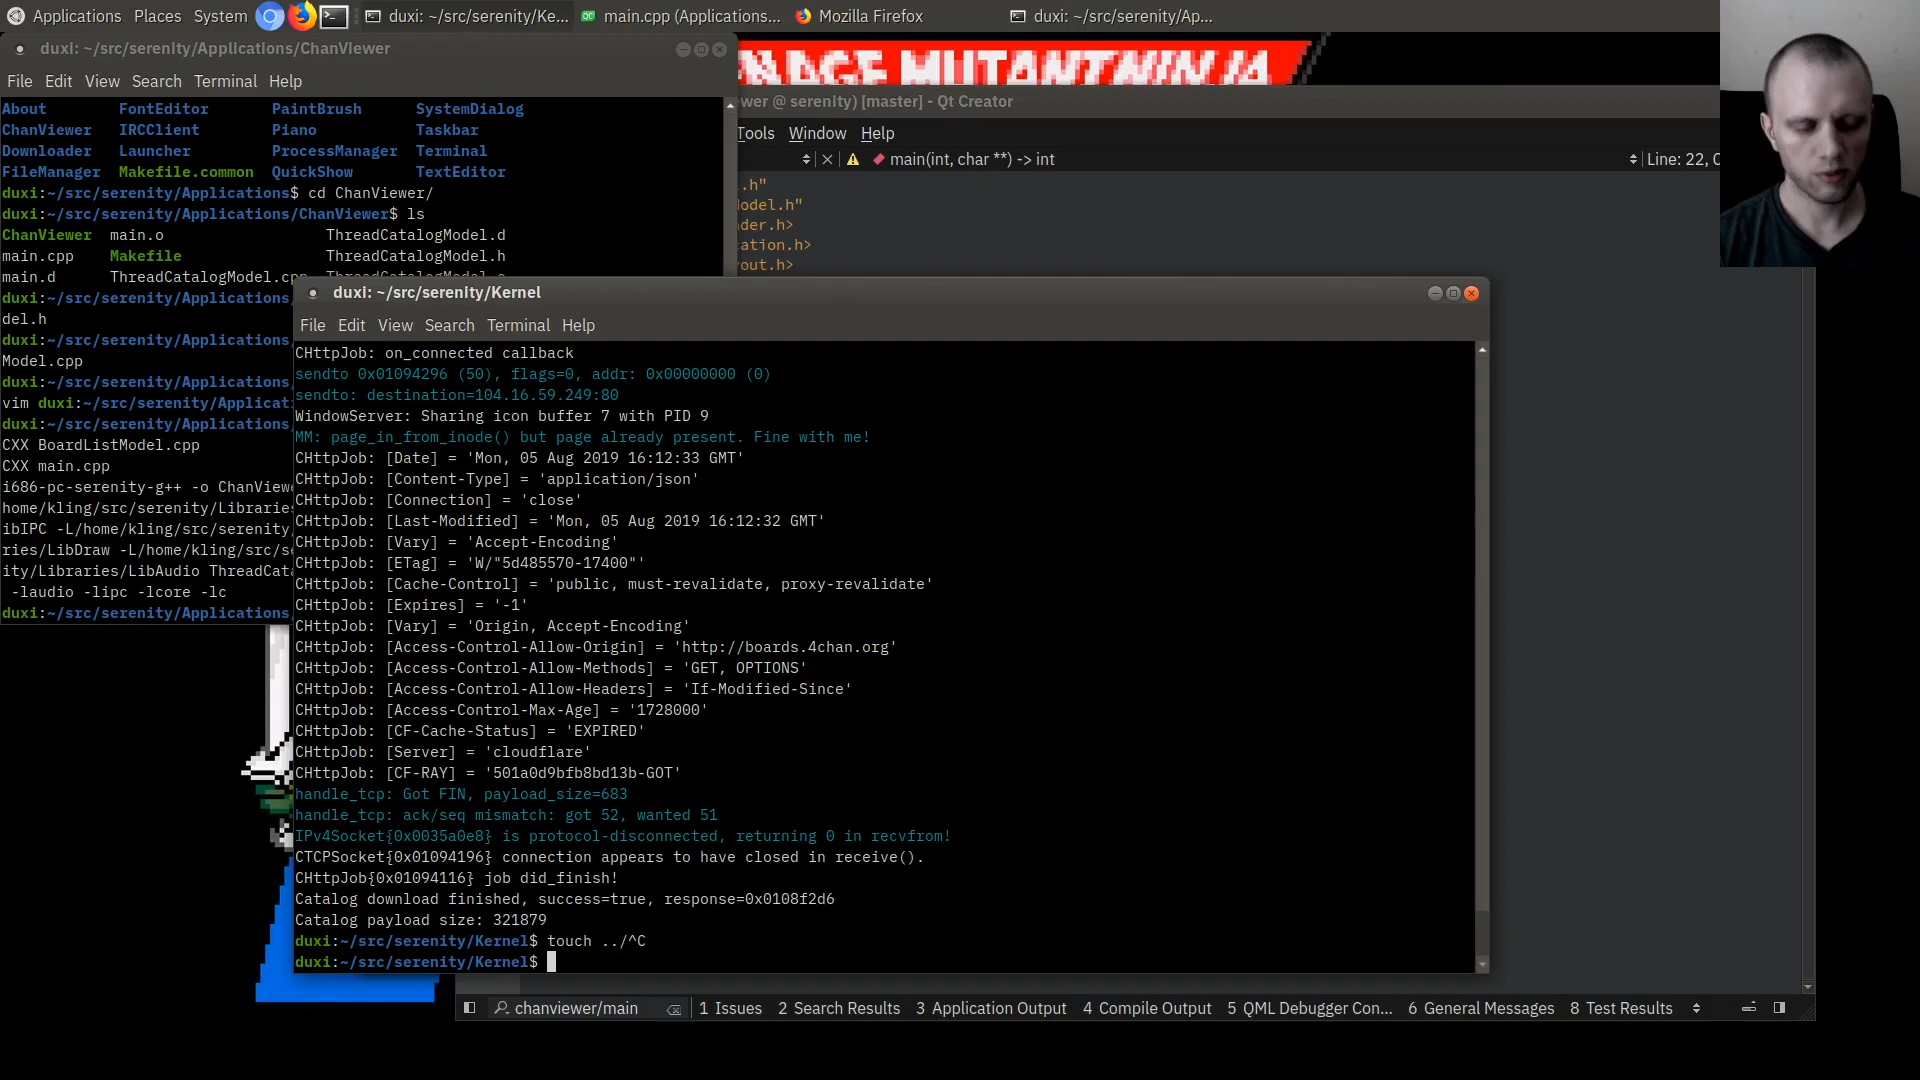 Applications Places System duxi: ~/src/serenity/Ke... main.cpp (Applications... Mozilla Firefox duxi: ~/src/serenity/Ap...
duxi: ~/src/serenity/Applications/ChanViewer
File Edit View Search Terminal Help
About FontEditor PaintBrush SystemDialog
ChanViewer IRCClient Piano Taskbar
Downloader Launcher ProcessManager Terminal
FileManager Makefile.common QuickShow TextEditor
duxi:~/src/serenity/Applications$ cd ChanViewer/
duxi:~/src/serenity/Applications/ChanViewer$ ls
ChanViewer main.o ThreadCatalogModel.d
main.cpp Makefile ThreadCatalogModel.h
main.d ThreadCatalogModel.cpp
duxi:~/src/serenity/Applications
del.h
duxi:~/src/serenity/Applications
Model.cpp
duxi:~/src/serenity/Applications
vim duxi:~/src/serenity/Applicat
duxi:~/src/serenity/Applications
CXX BoardListModel.cpp
CXX main.cpp
i686-pc-serenity-g++ -o ChanViewe
home/kling/src/serenity/Libraries
ibIPC -L/home/kling/src/serenity
ries/LibDraw -L/home/kling/src/se
ity/Libraries/LibAudio ThreadCata
-laudio -lipc -lcore -lc
duxi:~/src/serenity/Applications
MUTANTNINJA
ewer @ serenity) [master] - Qt Creator
Tools Window Help
main(int, char **) -> int Line: 22, C
l.h"
Model.h"
der.h>
cation.h>
yout.h>
duxi: ~/src/serenity/Kernel
File Edit View Search Terminal Help
CHttpJob: on_connected callback
sendto 0x01094296 (50), flags=0, addr: 0x00000000 (0)
sendto: destination=104.16.59.249:80
WindowServer: Sharing icon buffer 7 with PID 9
MM: page_in_from_inode() but page already present. Fine with me!
CHttpJob: [Date] = 'Mon, 05 Aug 2019 16:12:33 GMT'
CHttpJob: [Content-Type] = 'application/json'
CHttpJob: [Connection] = 'close'
CHttpJob: [Last-Modified] = 'Mon, 05 Aug 2019 16:12:32 GMT'
CHttpJob: [Vary] = 'Accept-Encoding'
CHttpJob: [ETag] = 'W/"5d485570-17400"'
CHttpJob: [Cache-Control] = 'public, must-revalidate, proxy-revalidate'
CHttpJob: [Expires] = '-1'
CHttpJob: [Vary] = 'Origin, Accept-Encoding'
CHttpJob: [Access-Control-Allow-Origin] = 'http://boards.4chan.org'
CHttpJob: [Access-Control-Allow-Methods] = 'GET, OPTIONS'
CHttpJob: [Access-Control-Allow-Headers] = 'If-Modified-Since'
CHttpJob: [Access-Control-Max-Age] = '1728000'
CHttpJob: [CF-Cache-Status] = 'EXPIRED'
CHttpJob: [Server] = 'cloudflare'
CHttpJob: [CF-RAY] = '501a0d9bfb8bd13b-GOT'
handle_tcp: Got FIN, payload_size=683
handle_tcp: ack/seq mismatch: got 52, wanted 51
IPv4Socket{0x0035a0e8} is protocol-disconnected, returning 0 in recvfrom!
CTCPSocket{0x01094196} connection appears to have closed in receive().
CHttpJob{0x01094116} job did_finish!
Catalog download finished, success=true, response=0x0108f2d6
Catalog payload size: 321879
duxi:~/src/serenity/Kernel$ touch ../^C
duxi:~/src/serenity/Kernel$
chanviewer/main 1 Issues 2 Search Results 3 Application Output 4 Compile Output 5 QML Debugger Con... 6 General Messages 8 Test Results